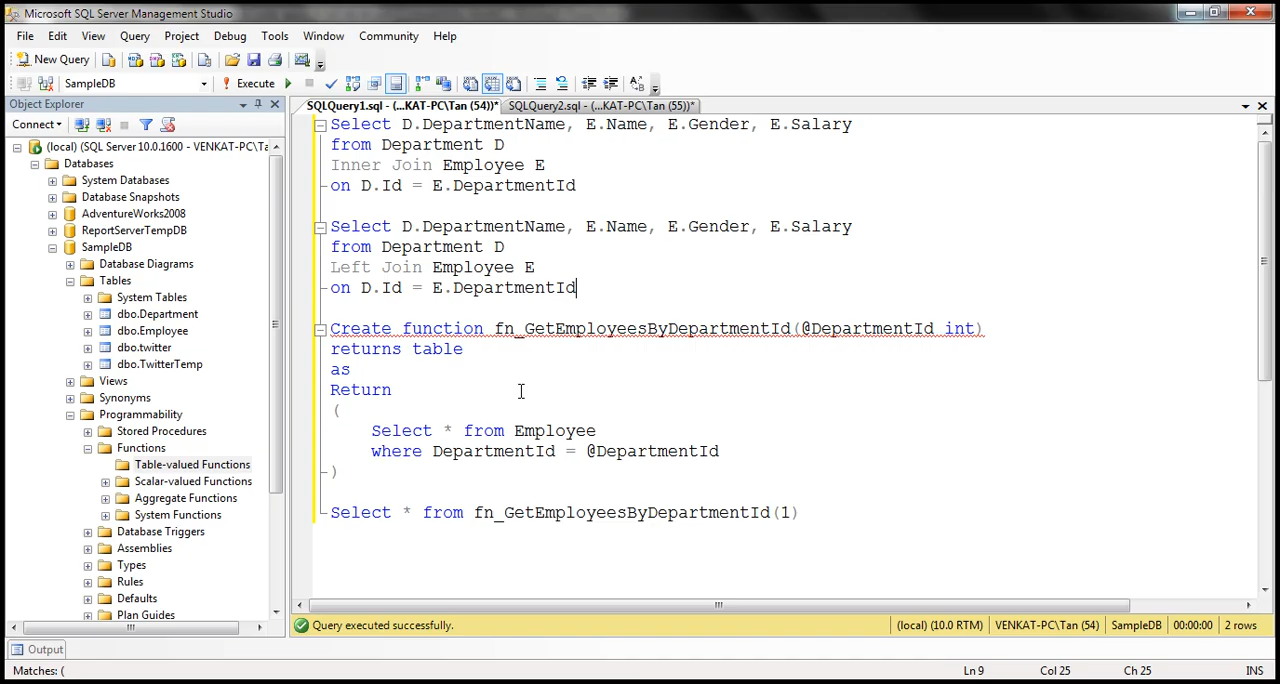 Microsoft SQL Server Management Studio
File Edit View Query Project Debug Tools Window Community Help
New Query
SampleDB Execute
Object Explorer
SQLQuery1.sql - (...KAT-PC\Tan (54))* SQLQuery2.sql - (...KAT-PC\Tan (55))*
Connect
(local) (SQL Server 10.0.1600 - VENKAT-PC\Ta
Databases
System Databases
Database Snapshots
AdventureWorks2008
ReportServerTempDB
SampleDB
Database Diagrams
Tables
System Tables
dbo.Department
dbo.Employee
dbo.twitter
dbo.TwitterTemp
Views
Synonyms
Programmability
Stored Procedures
Functions
Table-valued Functions
Scalar-valued Functions
Aggregate Functions
System Functions
Database Triggers
Assemblies
Types
Rules
Defaults
Plan Guides
Select D.DepartmentName, E.Name, E.Gender, E.Salary
from Department D
Inner Join Employee E
on D.Id = E.DepartmentId
Select D.DepartmentName, E.Name, E.Gender, E.Salary
from Department D
Left Join Employee E
on D.Id = E.DepartmentId
Create function fn_GetEmployeesByDepartmentId(@DepartmentId int)
returns table
as
Return
(
Select * from Employee
where DepartmentId = @DepartmentId
)
Select * from fn_GetEmployeesByDepartmentId(1)
Query executed successfully. (local) (10.0 RTM) VENKAT-PC\Tan (54) SampleDB 00:00:00 2 rows
Output
Matches: ( Ln 9 Col 25 Ch 25 INS